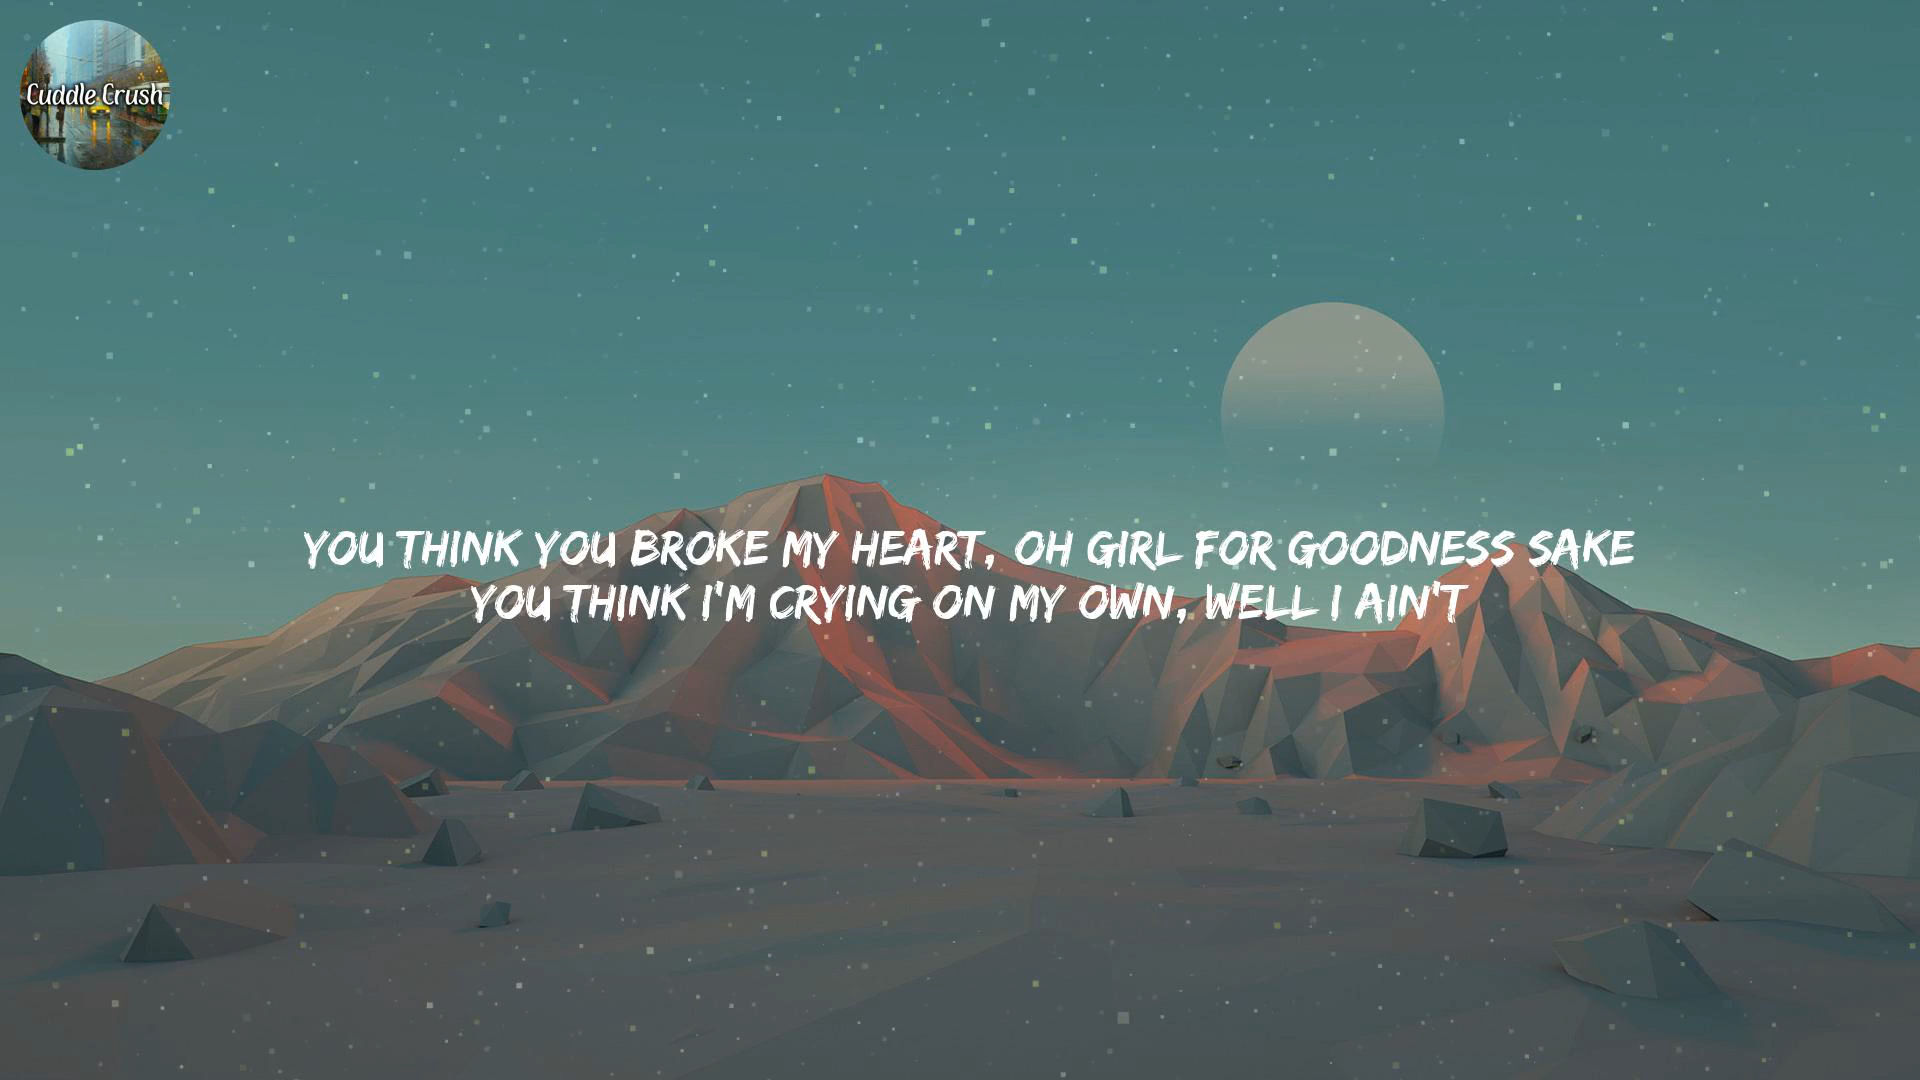 Cuddle Crush
YOU THINK YOU BROKE MY HEART, OH GIRL FOR GOODNESS SAKE
YOU THINK I'M CRYING ON MY OWN, WELL I AIN'T